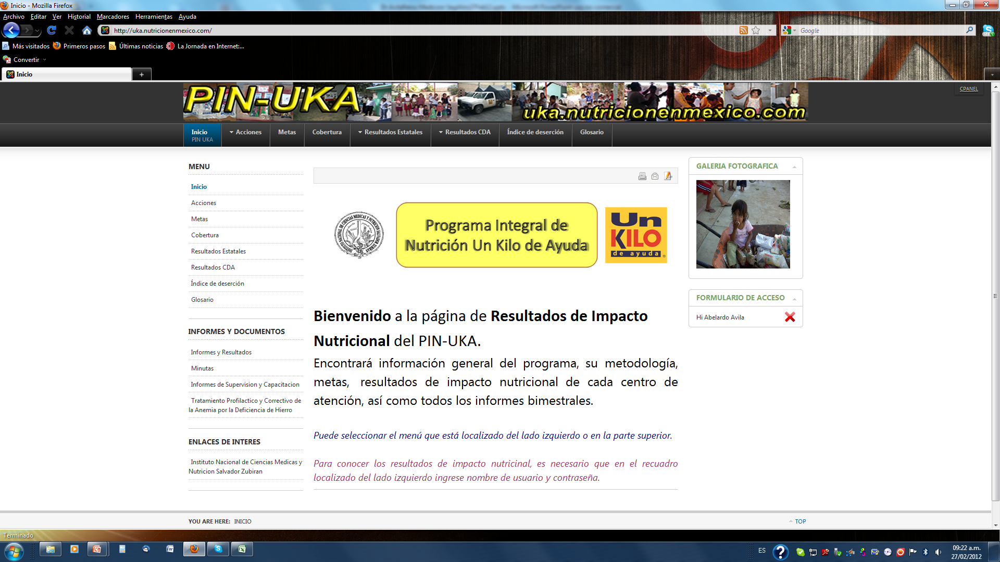 Inicio - Mozilla Firefox
Archivo Editar Ver Historial Marcadores Herramientas Ayuda
http://uka.nutricionenmexico.com/
Google
Más visitados Primeros pasos Últimas noticias La Jornada en Internet:...
Convertir
Inicio
PIN-UKA
uka.nutricionenmexico.com
CPANEL
Inicio Acciones Metas Cobertura Resultados Estatales Resultados CDA Índice de deserción Glosario
PIN UKA
MENU
Inicio
Acciones
Metas
Cobertura
Resultados Estatales
Resultados CDA
Índice de deserción
Glosario
INFORMES Y DOCUMENTOS
Informes y Resultados
Minutas
Informes de Supervision y Capacitacion
Tratamiento Profilactico y Correctivo de
la Anemia por la Deficiencia de Hierro
ENLACES DE INTERES
Instituto Nacional de Ciencias Medicas y
Nutricion Salvador Zubiran
Programa Integral de
Nutrición Un Kilo de Ayuda
Un
KILO
de ayuda
Bienvenido a la página de Resultados de Impacto
Nutricional del PIN-UKA.
Encontrará información general del programa, su metodología,
metas, resultados de impacto nutricional de cada centro de
atención, así como todos los informes bimestrales.
Puede seleccionar el menú que está localizado del lado izquierdo o en la parte superior.
Para conocer los resultados de impacto nutricinal, es necesario que en el recuadro
localizado del lado izquierdo ingrese nombre de usuario y contraseña.
GALERIA FOTOGRAFICA
FORMULARIO DE ACCESO
Hi Abelardo Avila
YOU ARE HERE: INICIO
TOP
Terminado
ES
09:22 a.m.
27/02/2012